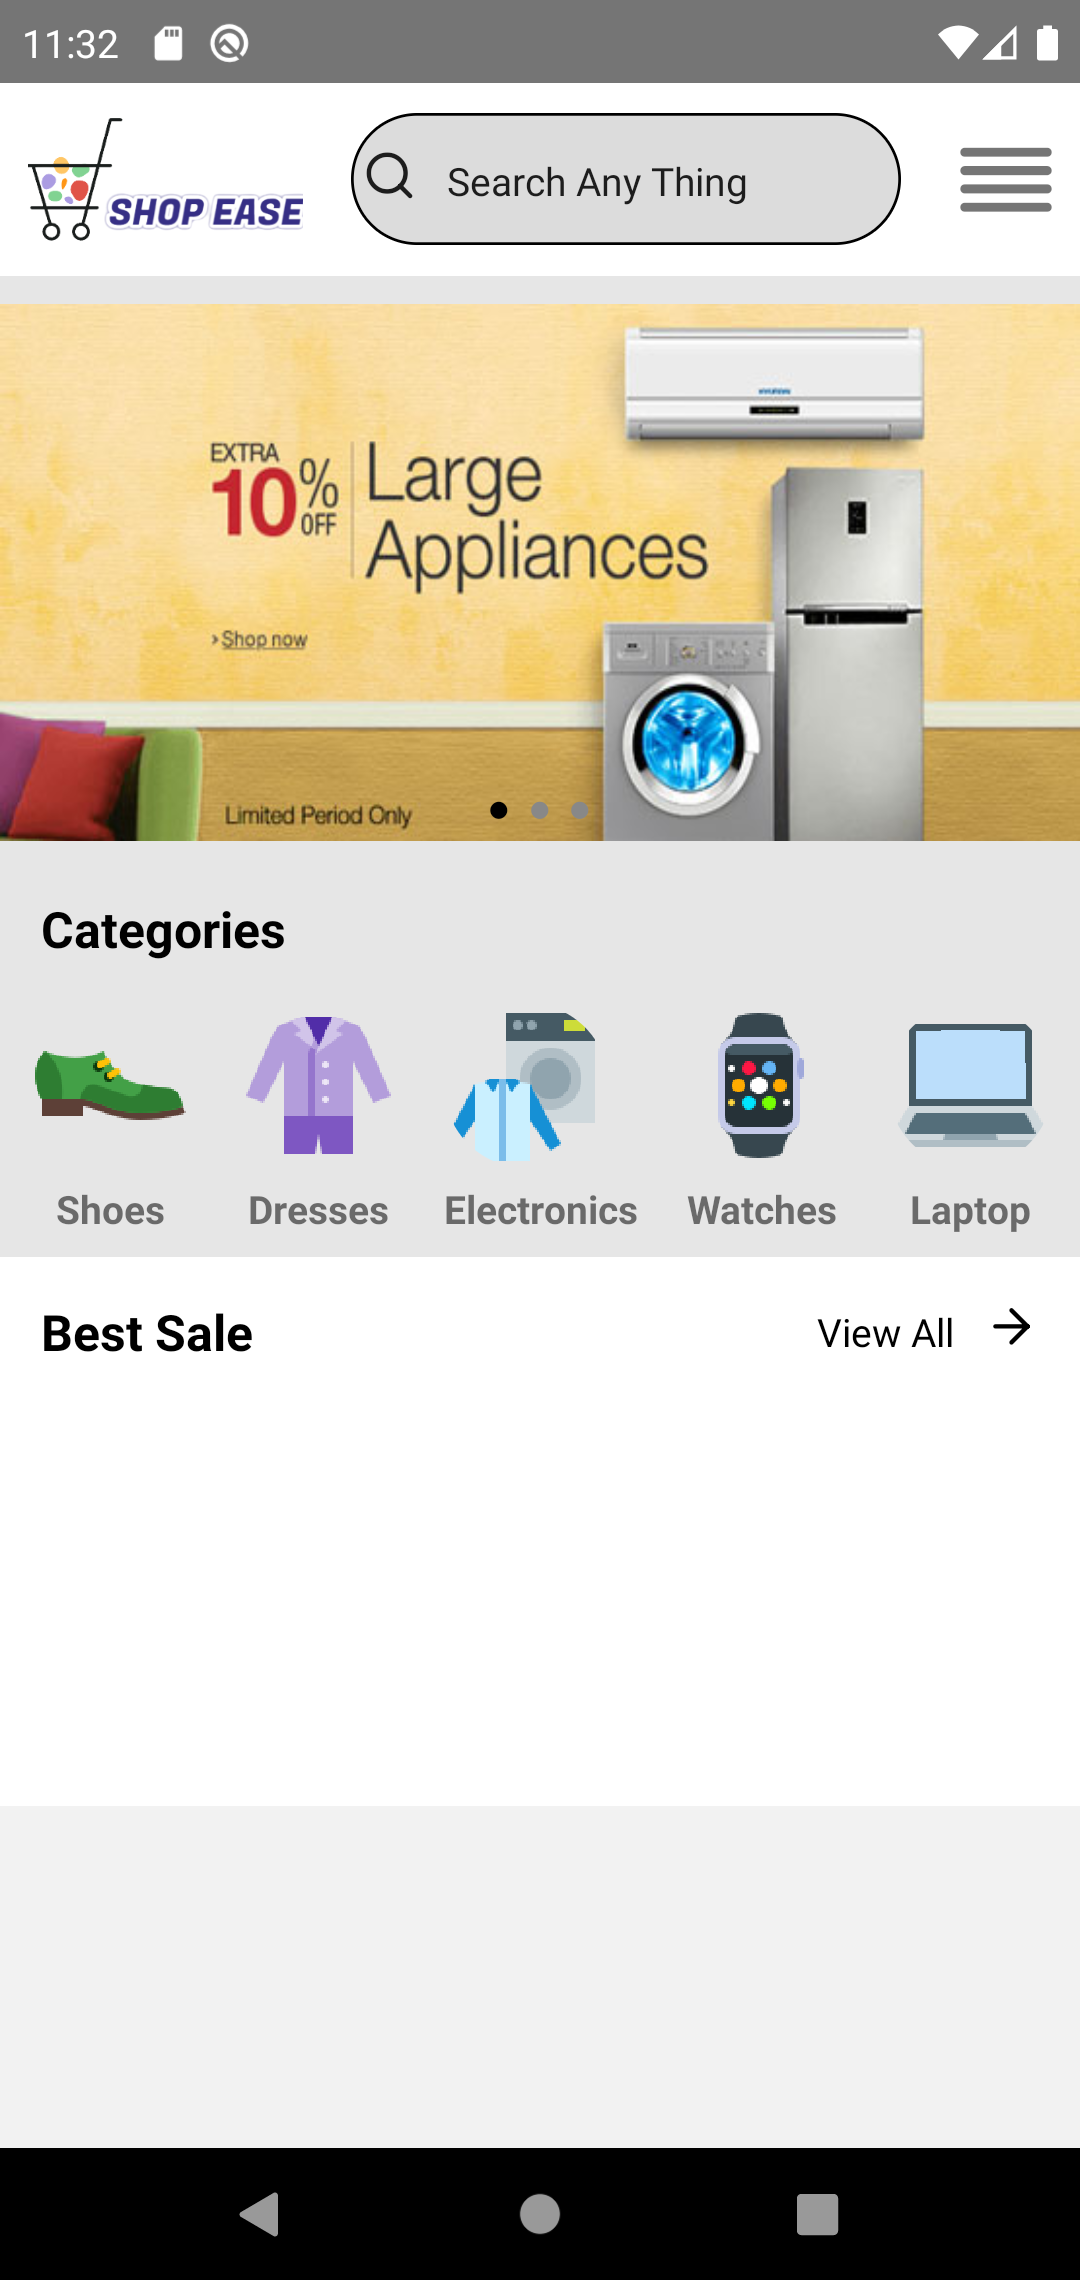 11:32
SHOP EASE
Search Any Thing
EXTRA
10% OFF
Large
Appliances
› Shop now
Limited Period Only
Categories
Shoes Dresses Electronics Watches Laptop
Best Sale View All